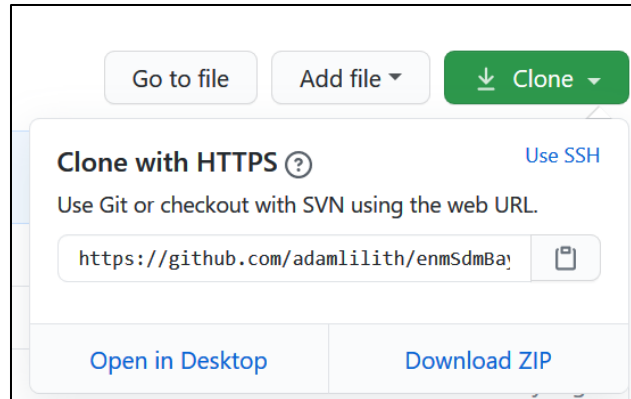 Go to file
Add file
Clone
Clone with HTTPS
Use SSH
Use Git or checkout with SVN using the web URL.
https://github.com/adamlilith/enmSdmBay
Open in Desktop
Download ZIP